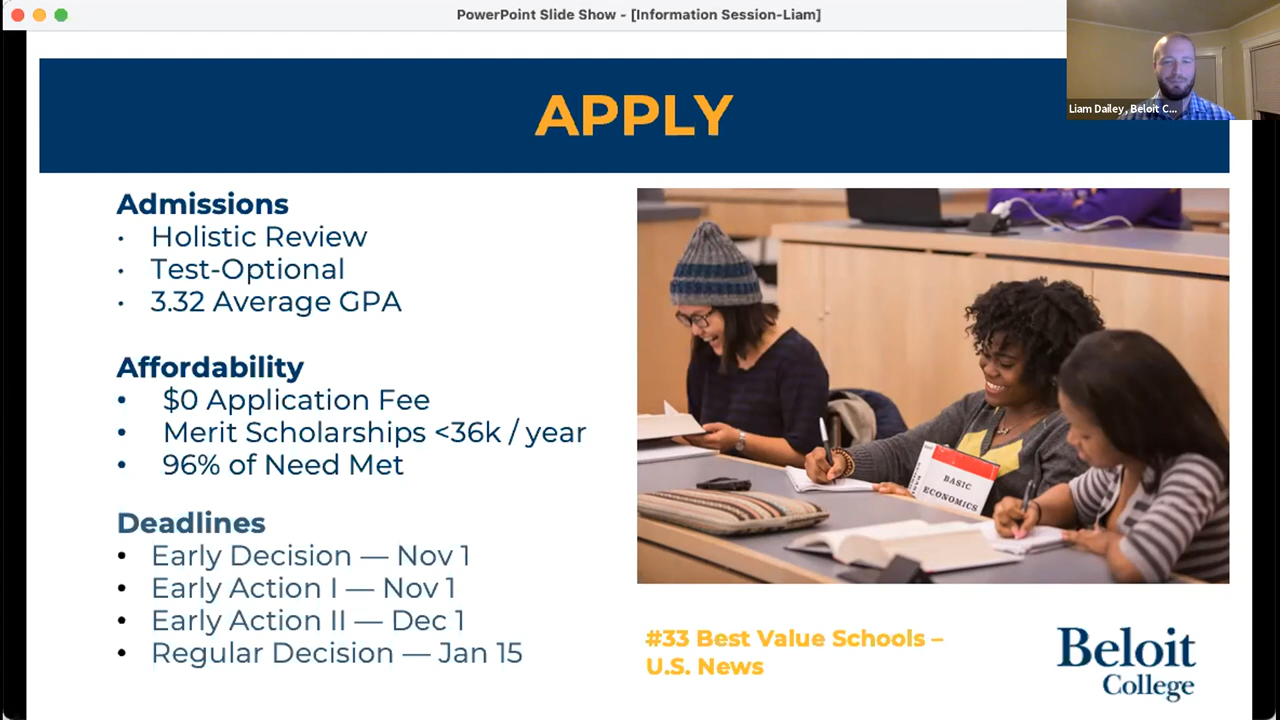 PowerPoint Slide Show - [Information Session-Liam]
Liam Dailey, Beloit C...
APPLY
Admissions
• Holistic Review
• Test-Optional
• 3.32 Average GPA
Affordability
• $0 Application Fee
• Merit Scholarships <36k / year
• 96% of Need Met
Deadlines
• Early Decision — Nov 1
• Early Action I — Nov 1
• Early Action II — Dec 1
• Regular Decision — Jan 15
BASIC
ECONOMICS
#33 Best Value Schools –
U.S. News
Beloit
College